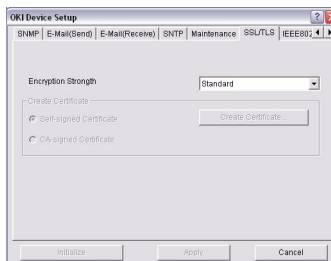 OKI Device Setup
SNMP E-Mail(Send) E-Mail(Receive) SNTP Maintenance SSL/TLS IEEE802
Encryption Strength Standard
Create Certificate
Self-signed Certificate Create Certificate...
CA-signed Certificate
Initialize Apply Cancel